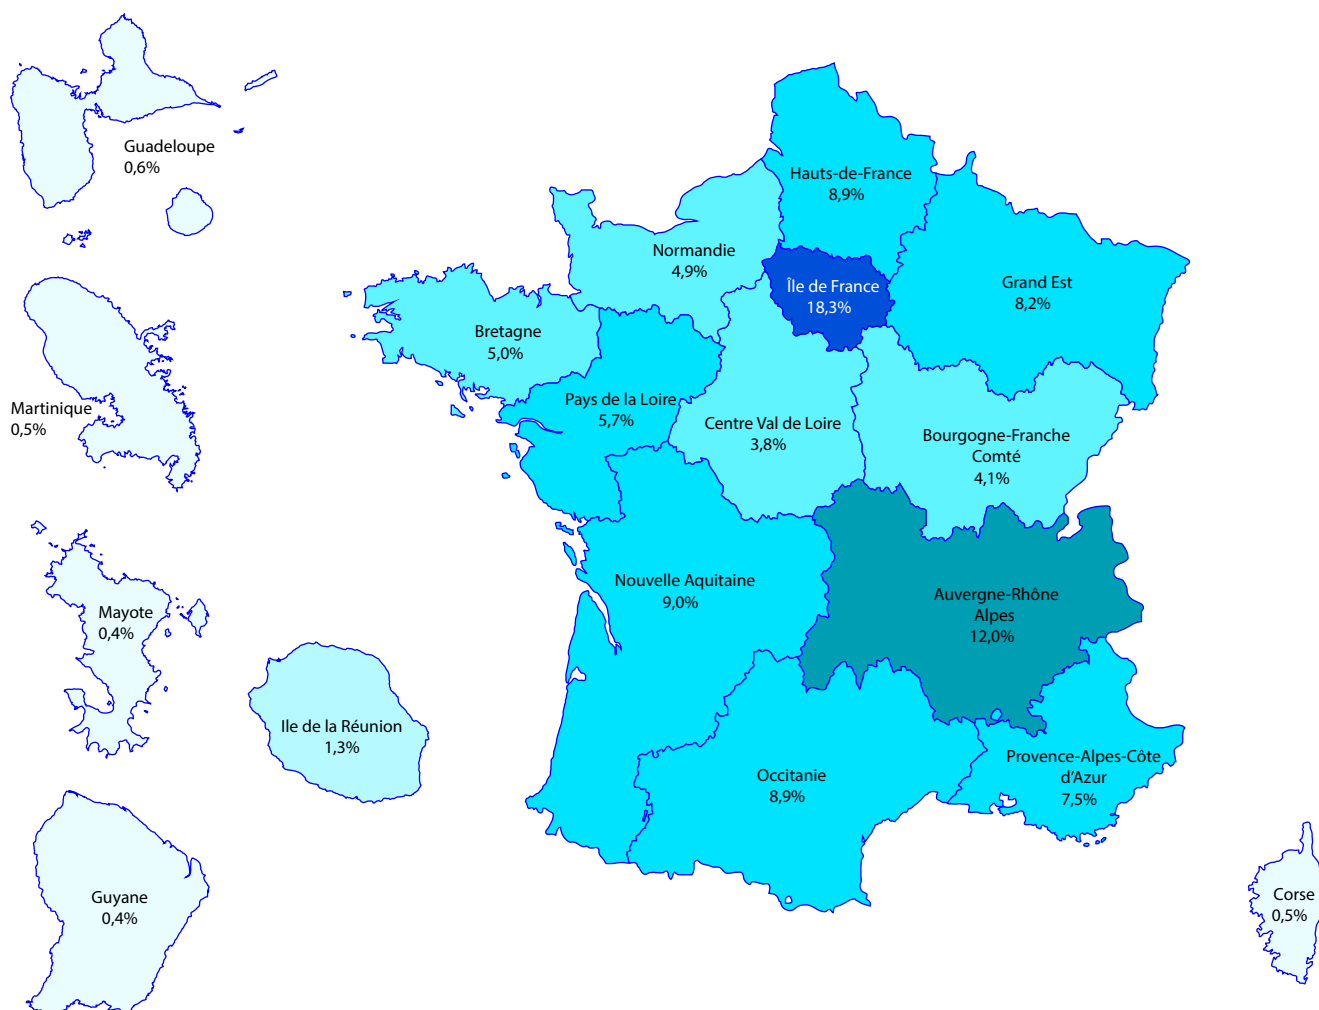 Guadeloupe
0,6%
Hauts-de-France
8,9%
Normandie
4,9%
Île de France
18,3%
Grand Est
8,2%
Bretagne
5,0%
Pays de la Loire
5,7%
Centre Val de Loire
3,8%
Bourgogne-Franche
Comté
4,1%
Martinique
0,5%
Nouvelle Aquitaine
9,0%
Auvergne-Rhône
Alpes
12,0%
Mayote
0,4%
Ile de la Réunion
1,3%
Occitanie
8,9%
Provence-Alpes-Côte
d’Azur
7,5%
Guyane
0,4%
Corse
0,5%